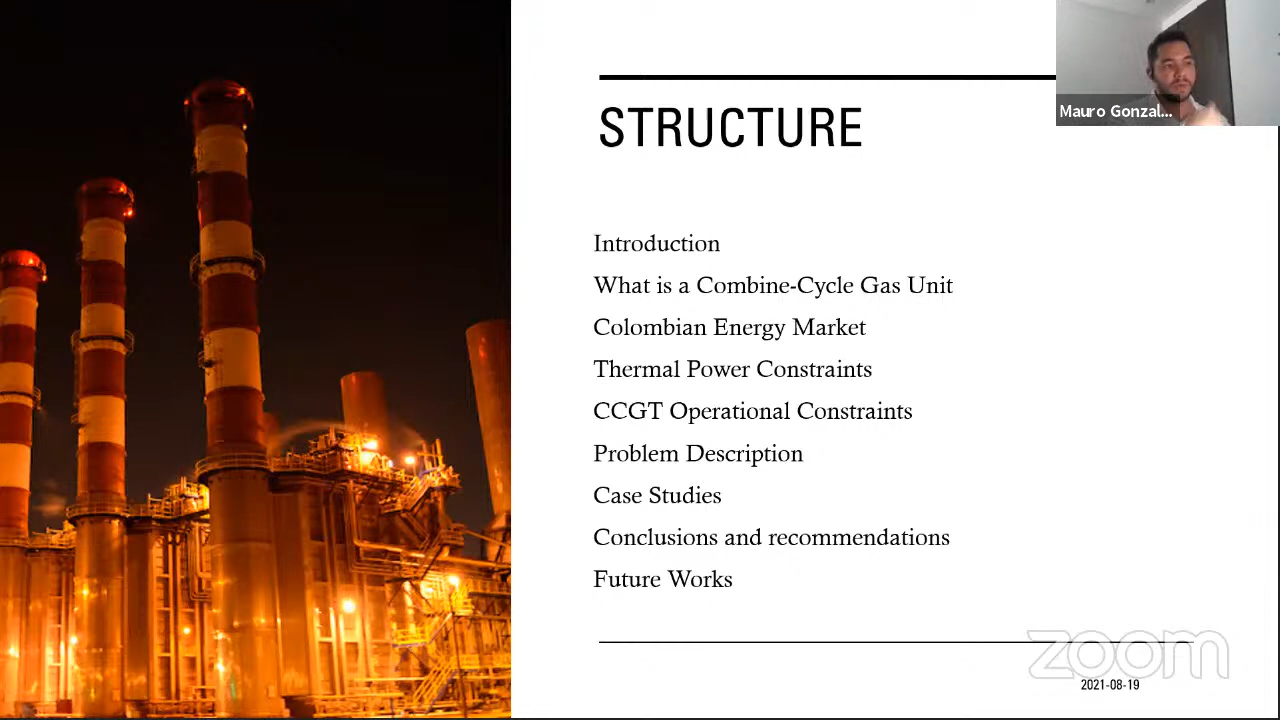 Mauro Gonzal...
STRUCTURE
Introduction
What is a Combine-Cycle Gas Unit
Colombian Energy Market
Thermal Power Constraints
CCGT Operational Constraints
Problem Description
Case Studies
Conclusions and recommendations
Future Works
zoom
2021-08-19